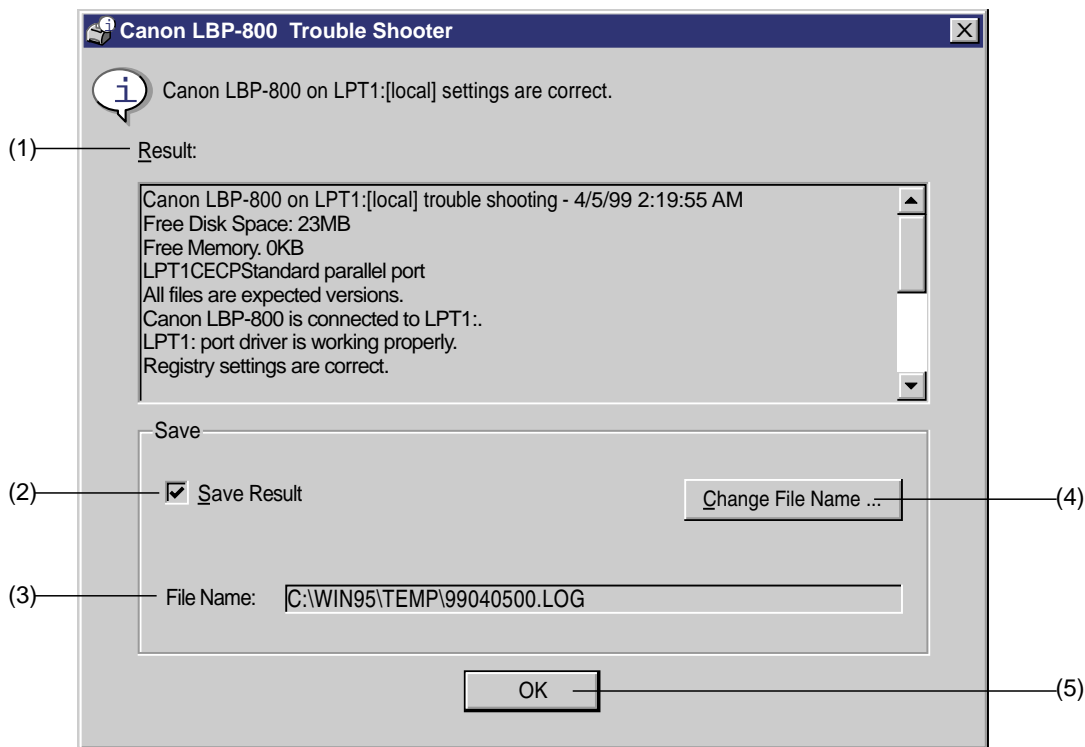 Canon LBP-800 Trouble Shooter
Canon LBP-800 on LPT1:[local] settings are correct.
(1)
Result:
Canon LBP-800 on LPT1:[local] trouble shooting - 4/5/99 2:19:55 AM
Free Disk Space: 23MB
Free Memory. 0KB
LPT1CECPStandard parallel port
All files are expected versions.
Canon LBP-800 is connected to LPT1:.
LPT1: port driver is working properly.
Registry settings are correct.
Save
(2)
Save Result
Change File Name ...
(4)
(3)
File Name:
C:\WIN95\TEMP\99040500.LOG
OK
(5)